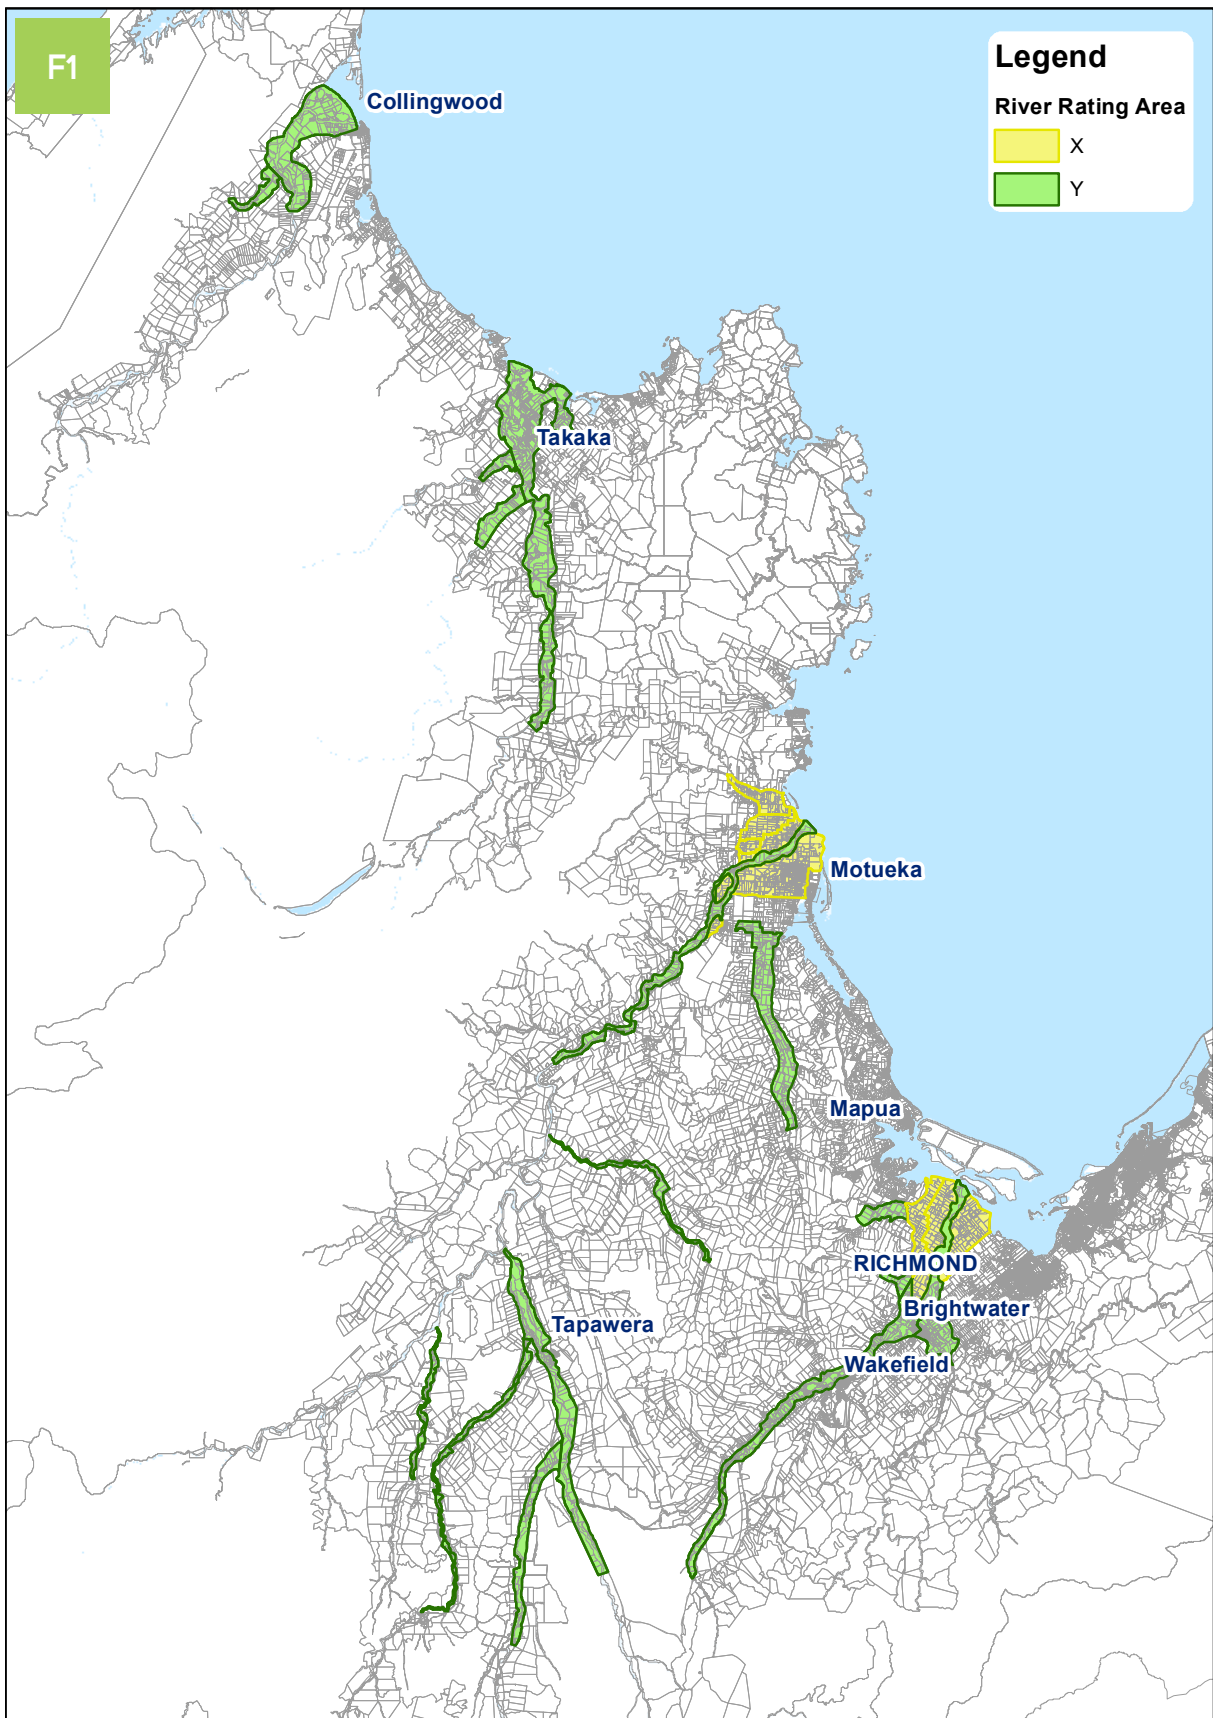 F1
Legend
River Rating Area
X
Y
Collingwood
Takaka
Motueka
Mapua
RICHMOND
Brightwater
Tapawera
Wakefield